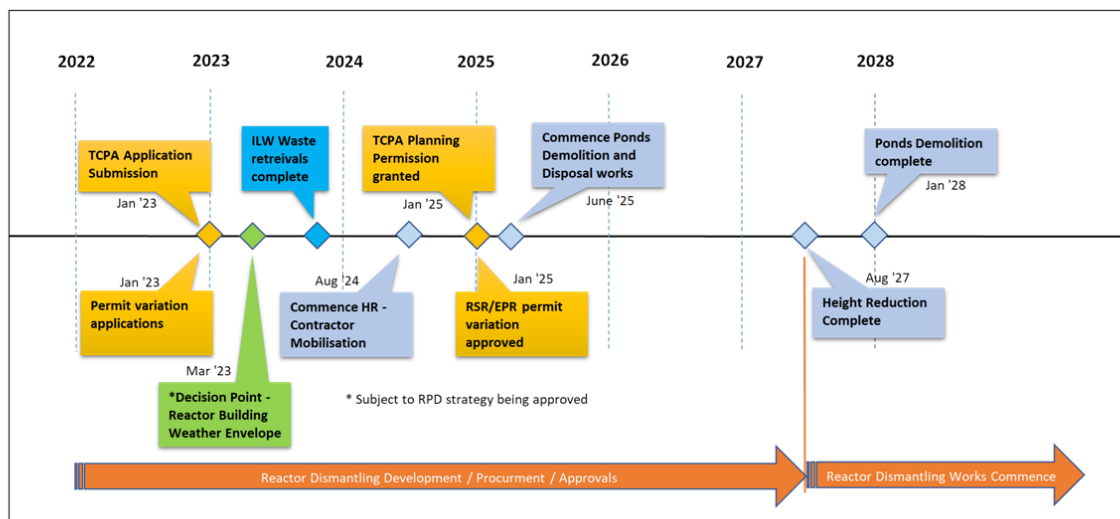 2022
2023
2024
2025
2026
2027
2028
TCPA Application
Submission
Jan '23
ILW Waste
retreivals
complete
TCPA Planning
Permission
granted
Jan '25
Commence Ponds
Demolition and
Disposal works
June '25
Ponds Demolition
complete
Jan '28
Jan '23
Permit variation
applications
Mar '23
*Decision Point -
Reactor Building
Weather Envelope
Aug '24
Commence HR -
Contractor
Mobilisation
Jan '25
RSR/EPR permit
variation
approved
Aug '27
Height Reduction
Complete
* Subject to RPD strategy being approved
Reactor Dismantling Development / Procurment / Approvals
Reactor Dismantling Works Commence